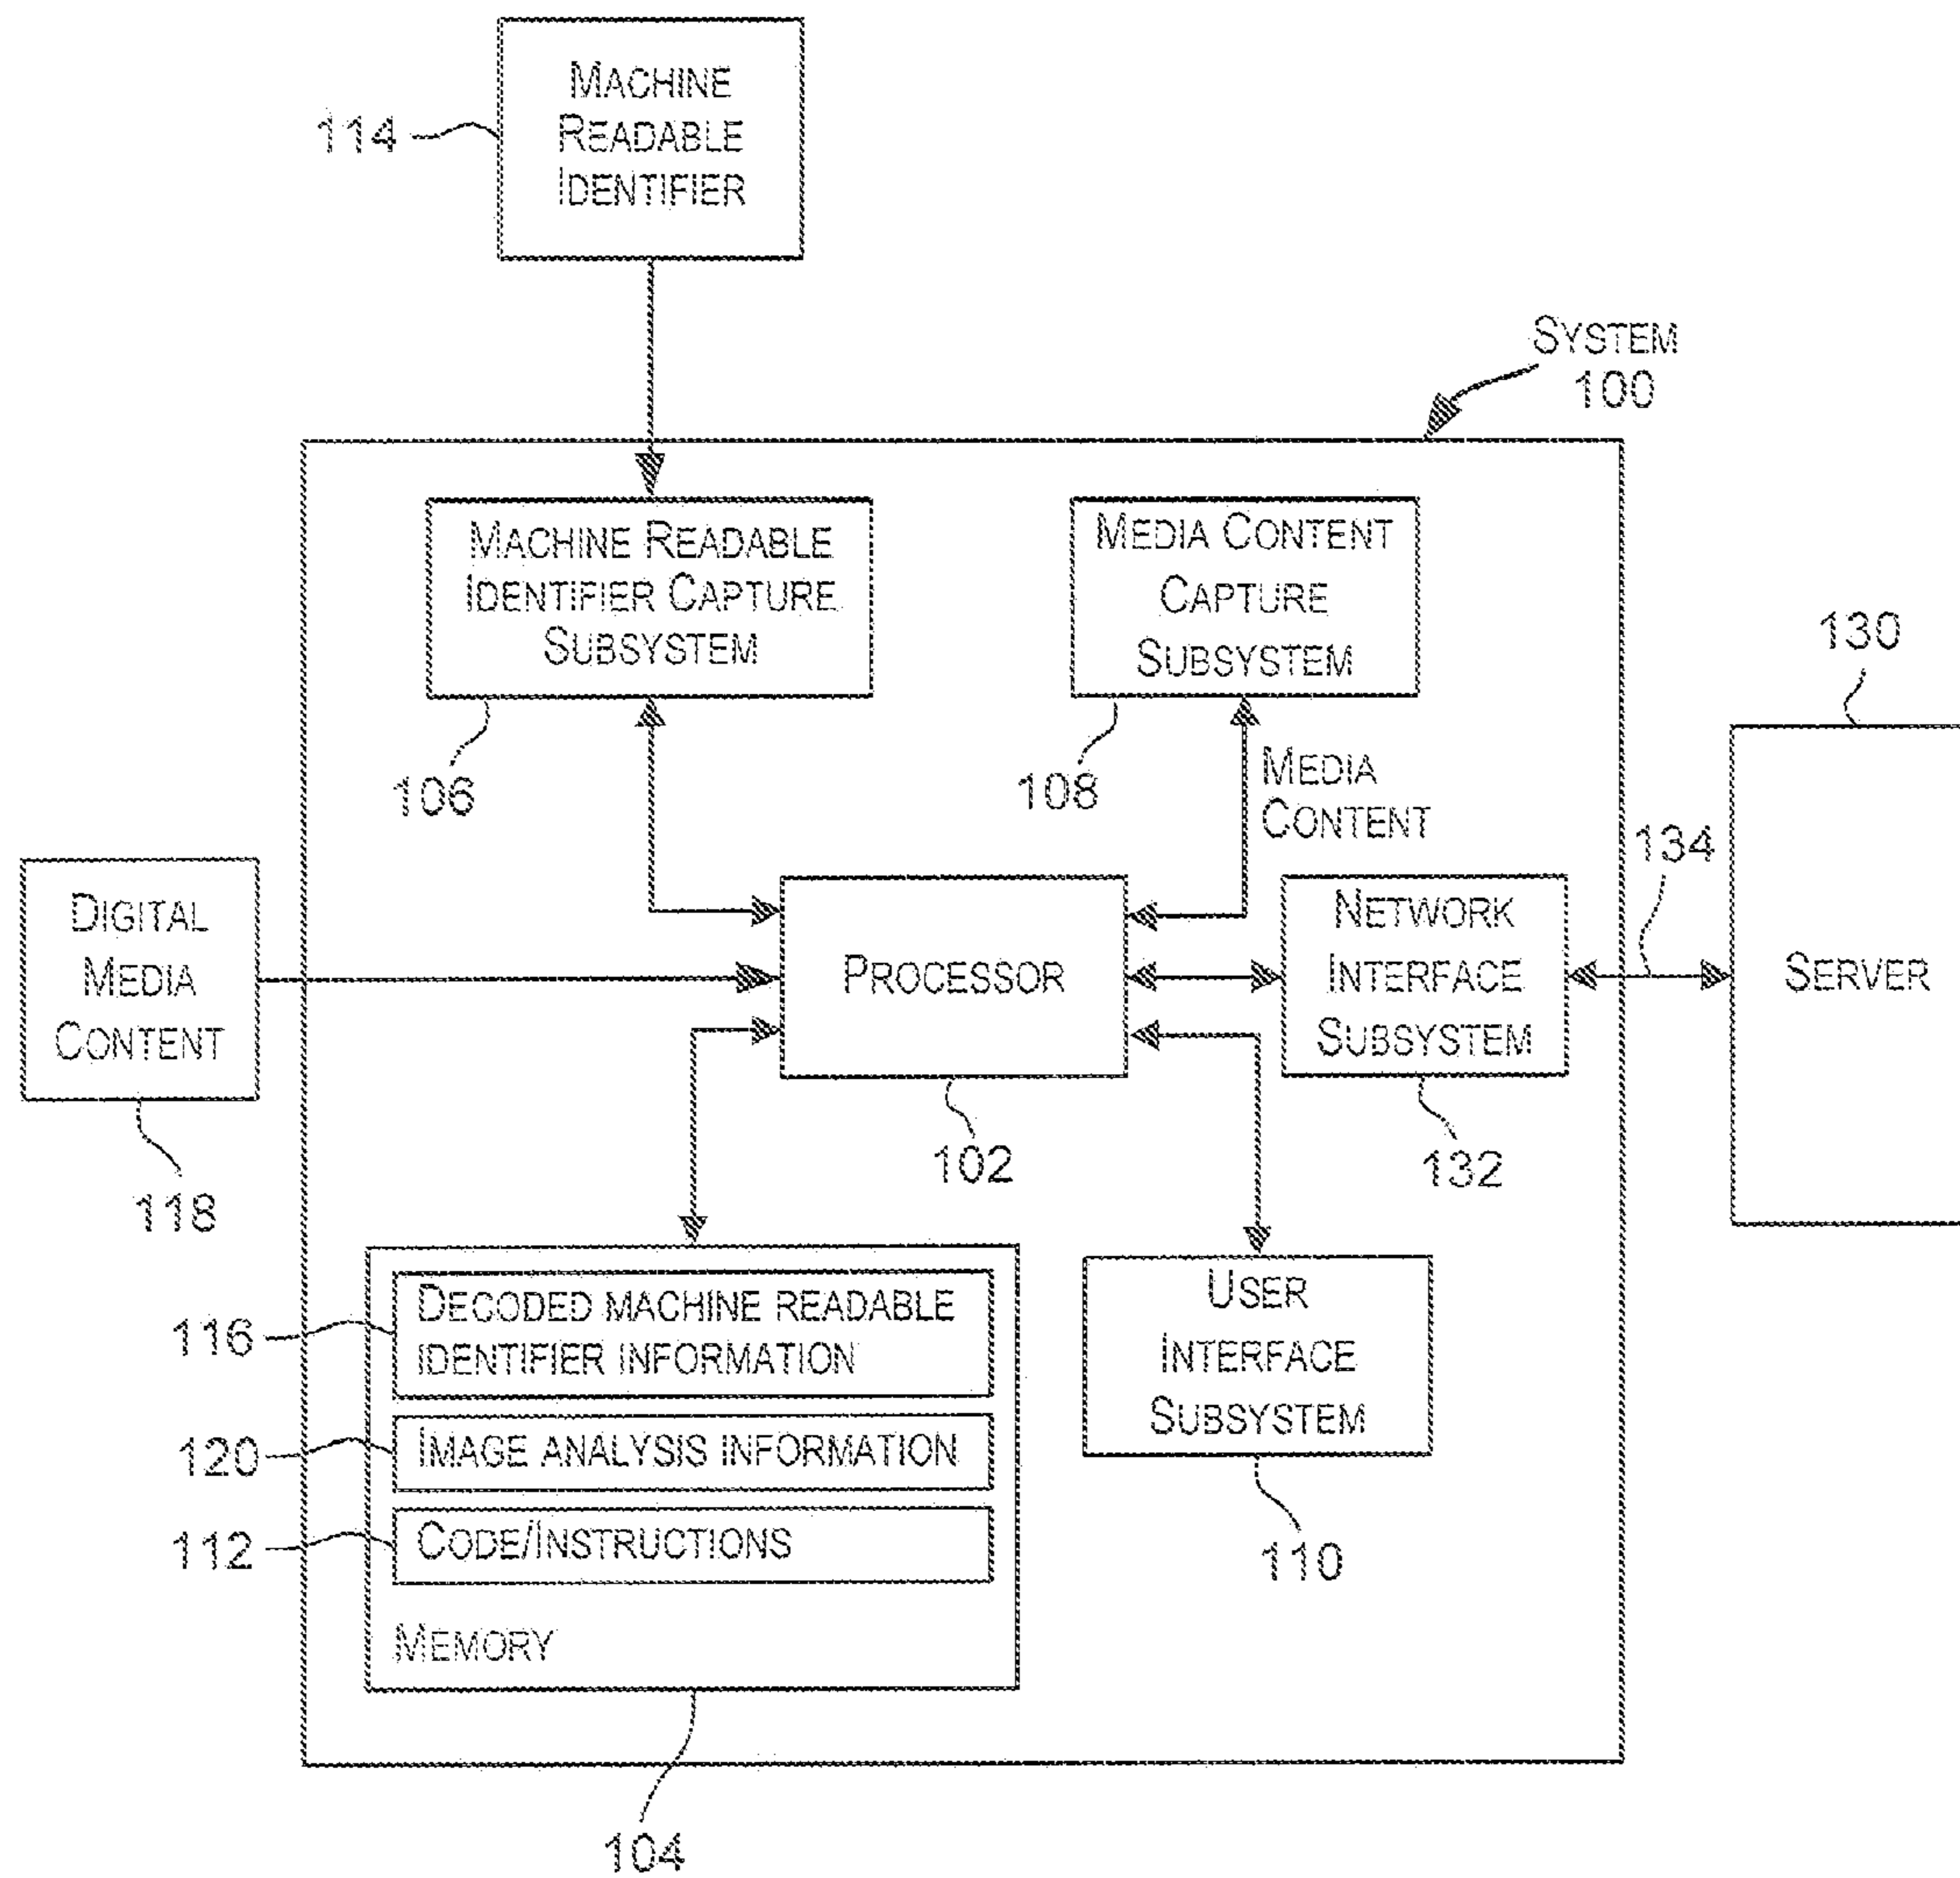 MACHINE
READABLE
IDENTIFIER
114
SYSTEM
100
MACHINE READABLE
IDENTIFIER CAPTURE
SUBSYSTEM
106
MEDIA CONTENT
CAPTURE
SUBSYSTEM
108
MEDIA
CONTENT
130
134
DIGITAL
MEDIA
CONTENT
118
PROCESSOR
102
NETWORK
INTERFACE
SUBSYSTEM
132
SERVER
DECODED MACHINE READABLE
IDENTIFIER INFORMATION
116
IMAGE ANALYSIS INFORMATION
120
CODE/INSTRUCTIONS
112
MEMORY
104
USER
INTERFACE
SUBSYSTEM
110